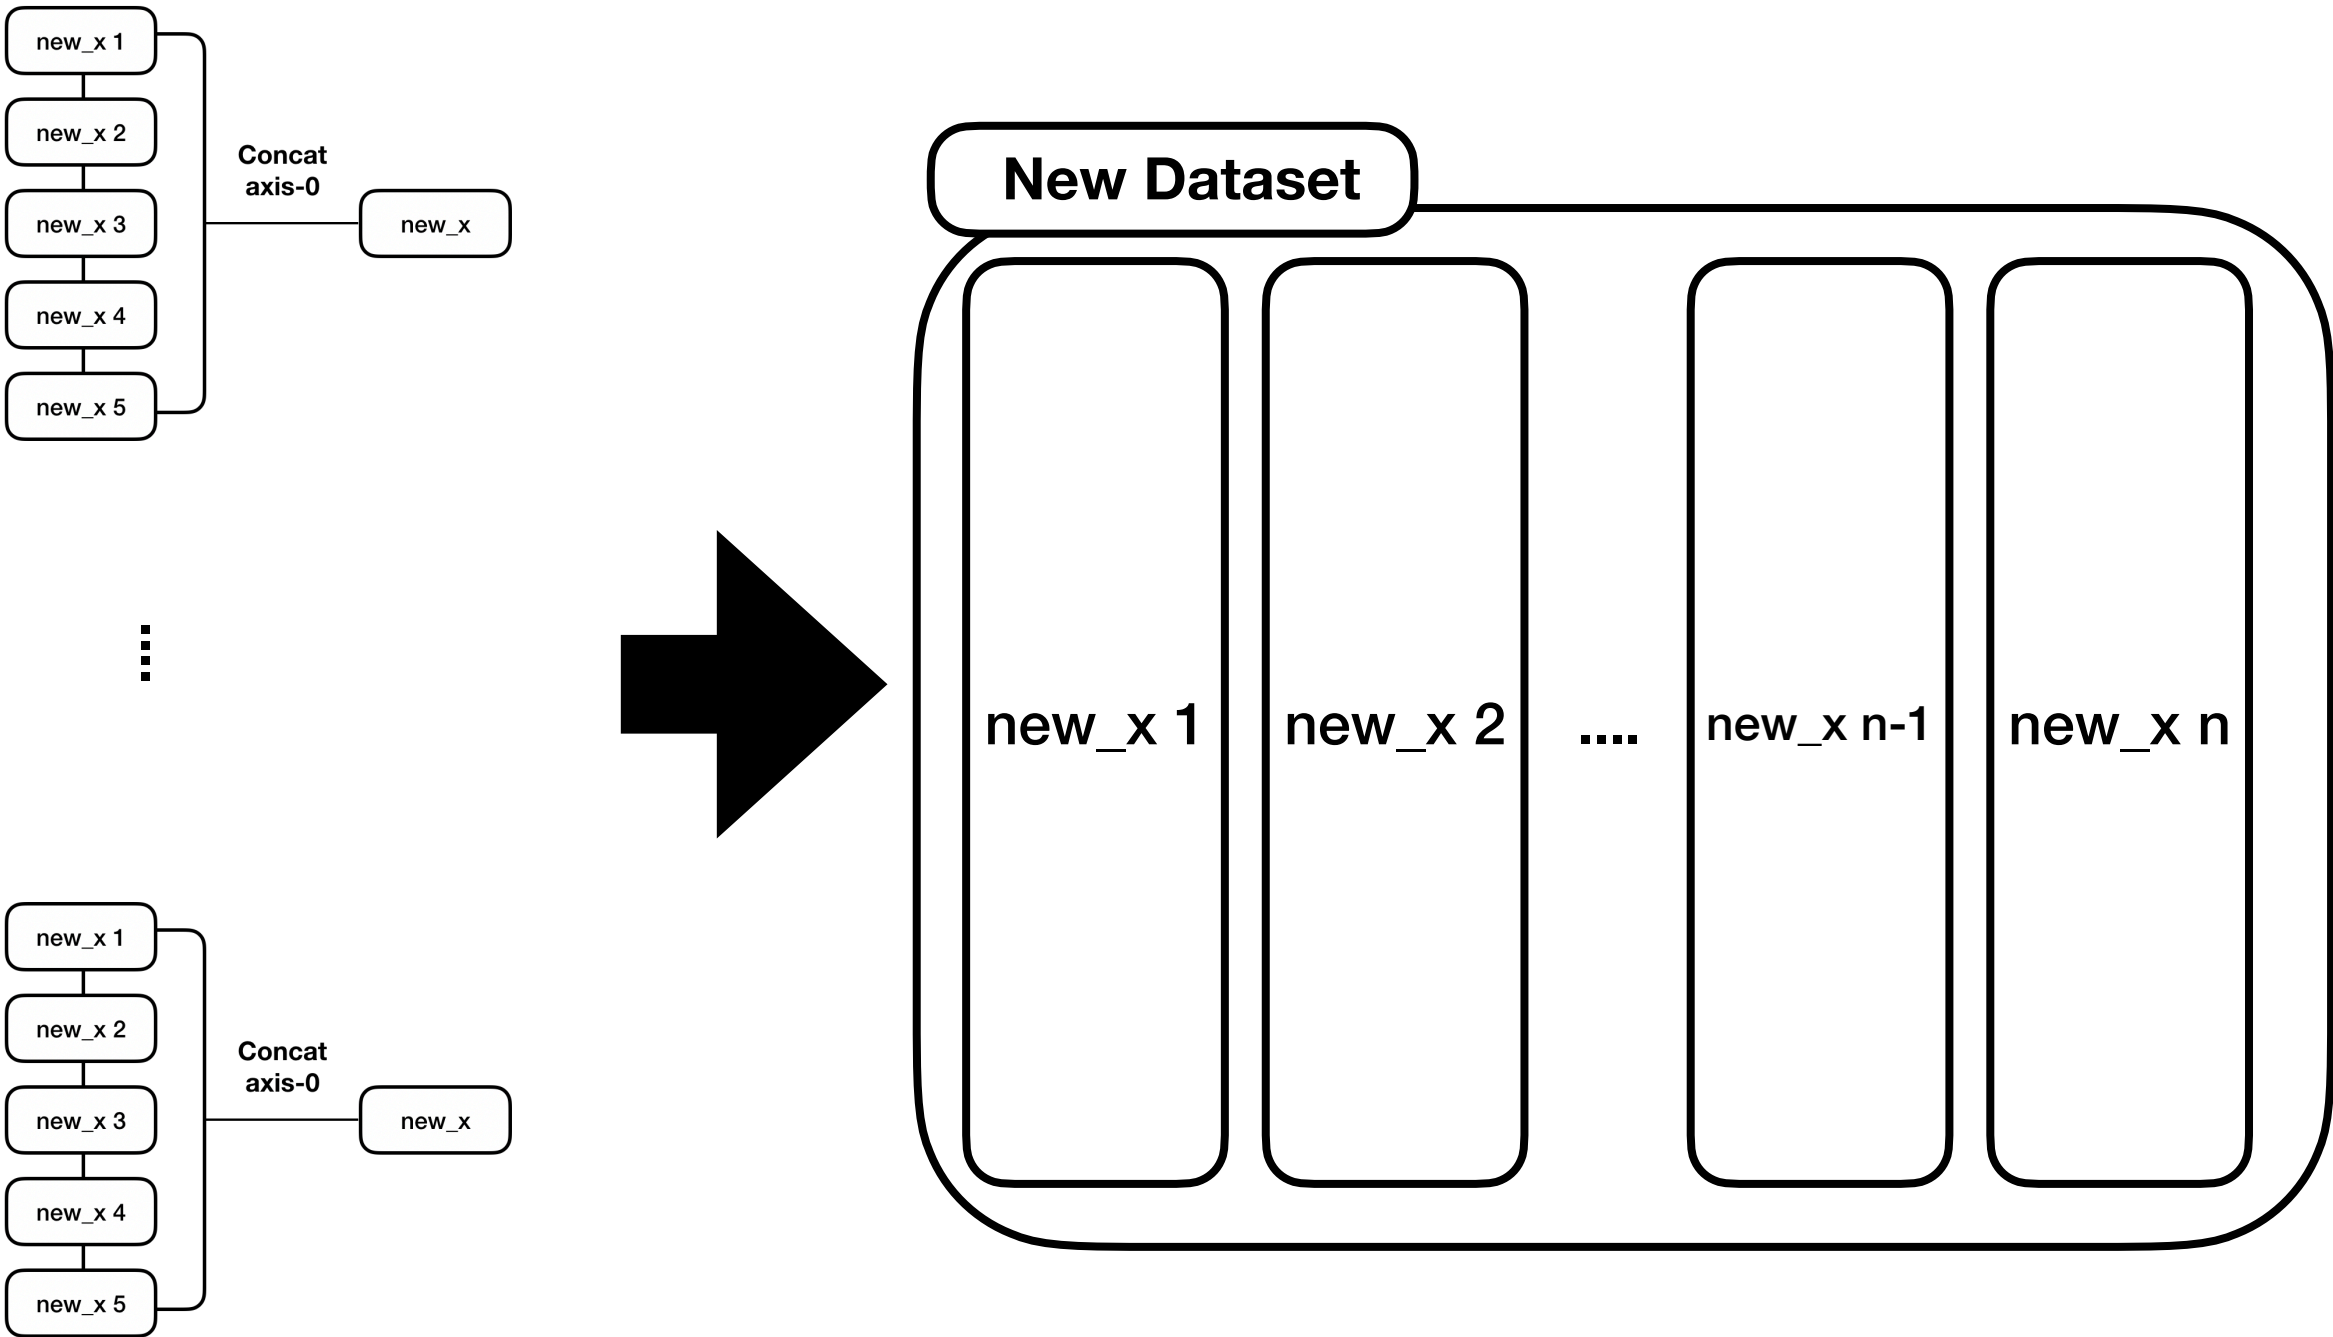 new_x 1
new_x 2
new_x 3
new_x 4
new_x 5
Concat
axis-0
new_x
....
new_x 1
new_x 2
new_x 3
new_x 4
new_x 5
Concat
axis-0
new_x
New Dataset
new_x 1
new_x 2
....
new_x n-1
new_x n